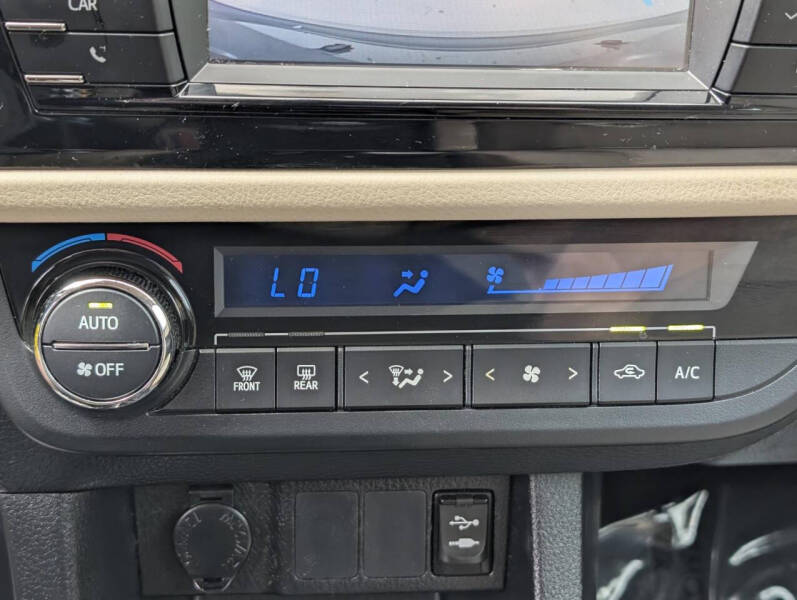 CAR
LO
AUTO
OFF
FRONT
REAR
< >
< >
A/C